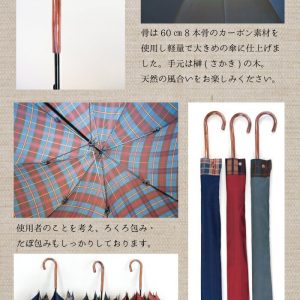 骨は60㎝8本骨のカーボン素材を
使用し軽量で大きめの傘に仕上げま
した。手元は榊(さかき)の木。
天然の風合いをお楽しみください。
使用者のことを考え、ろくろ包み・
たぼ包みもしっかりしております。